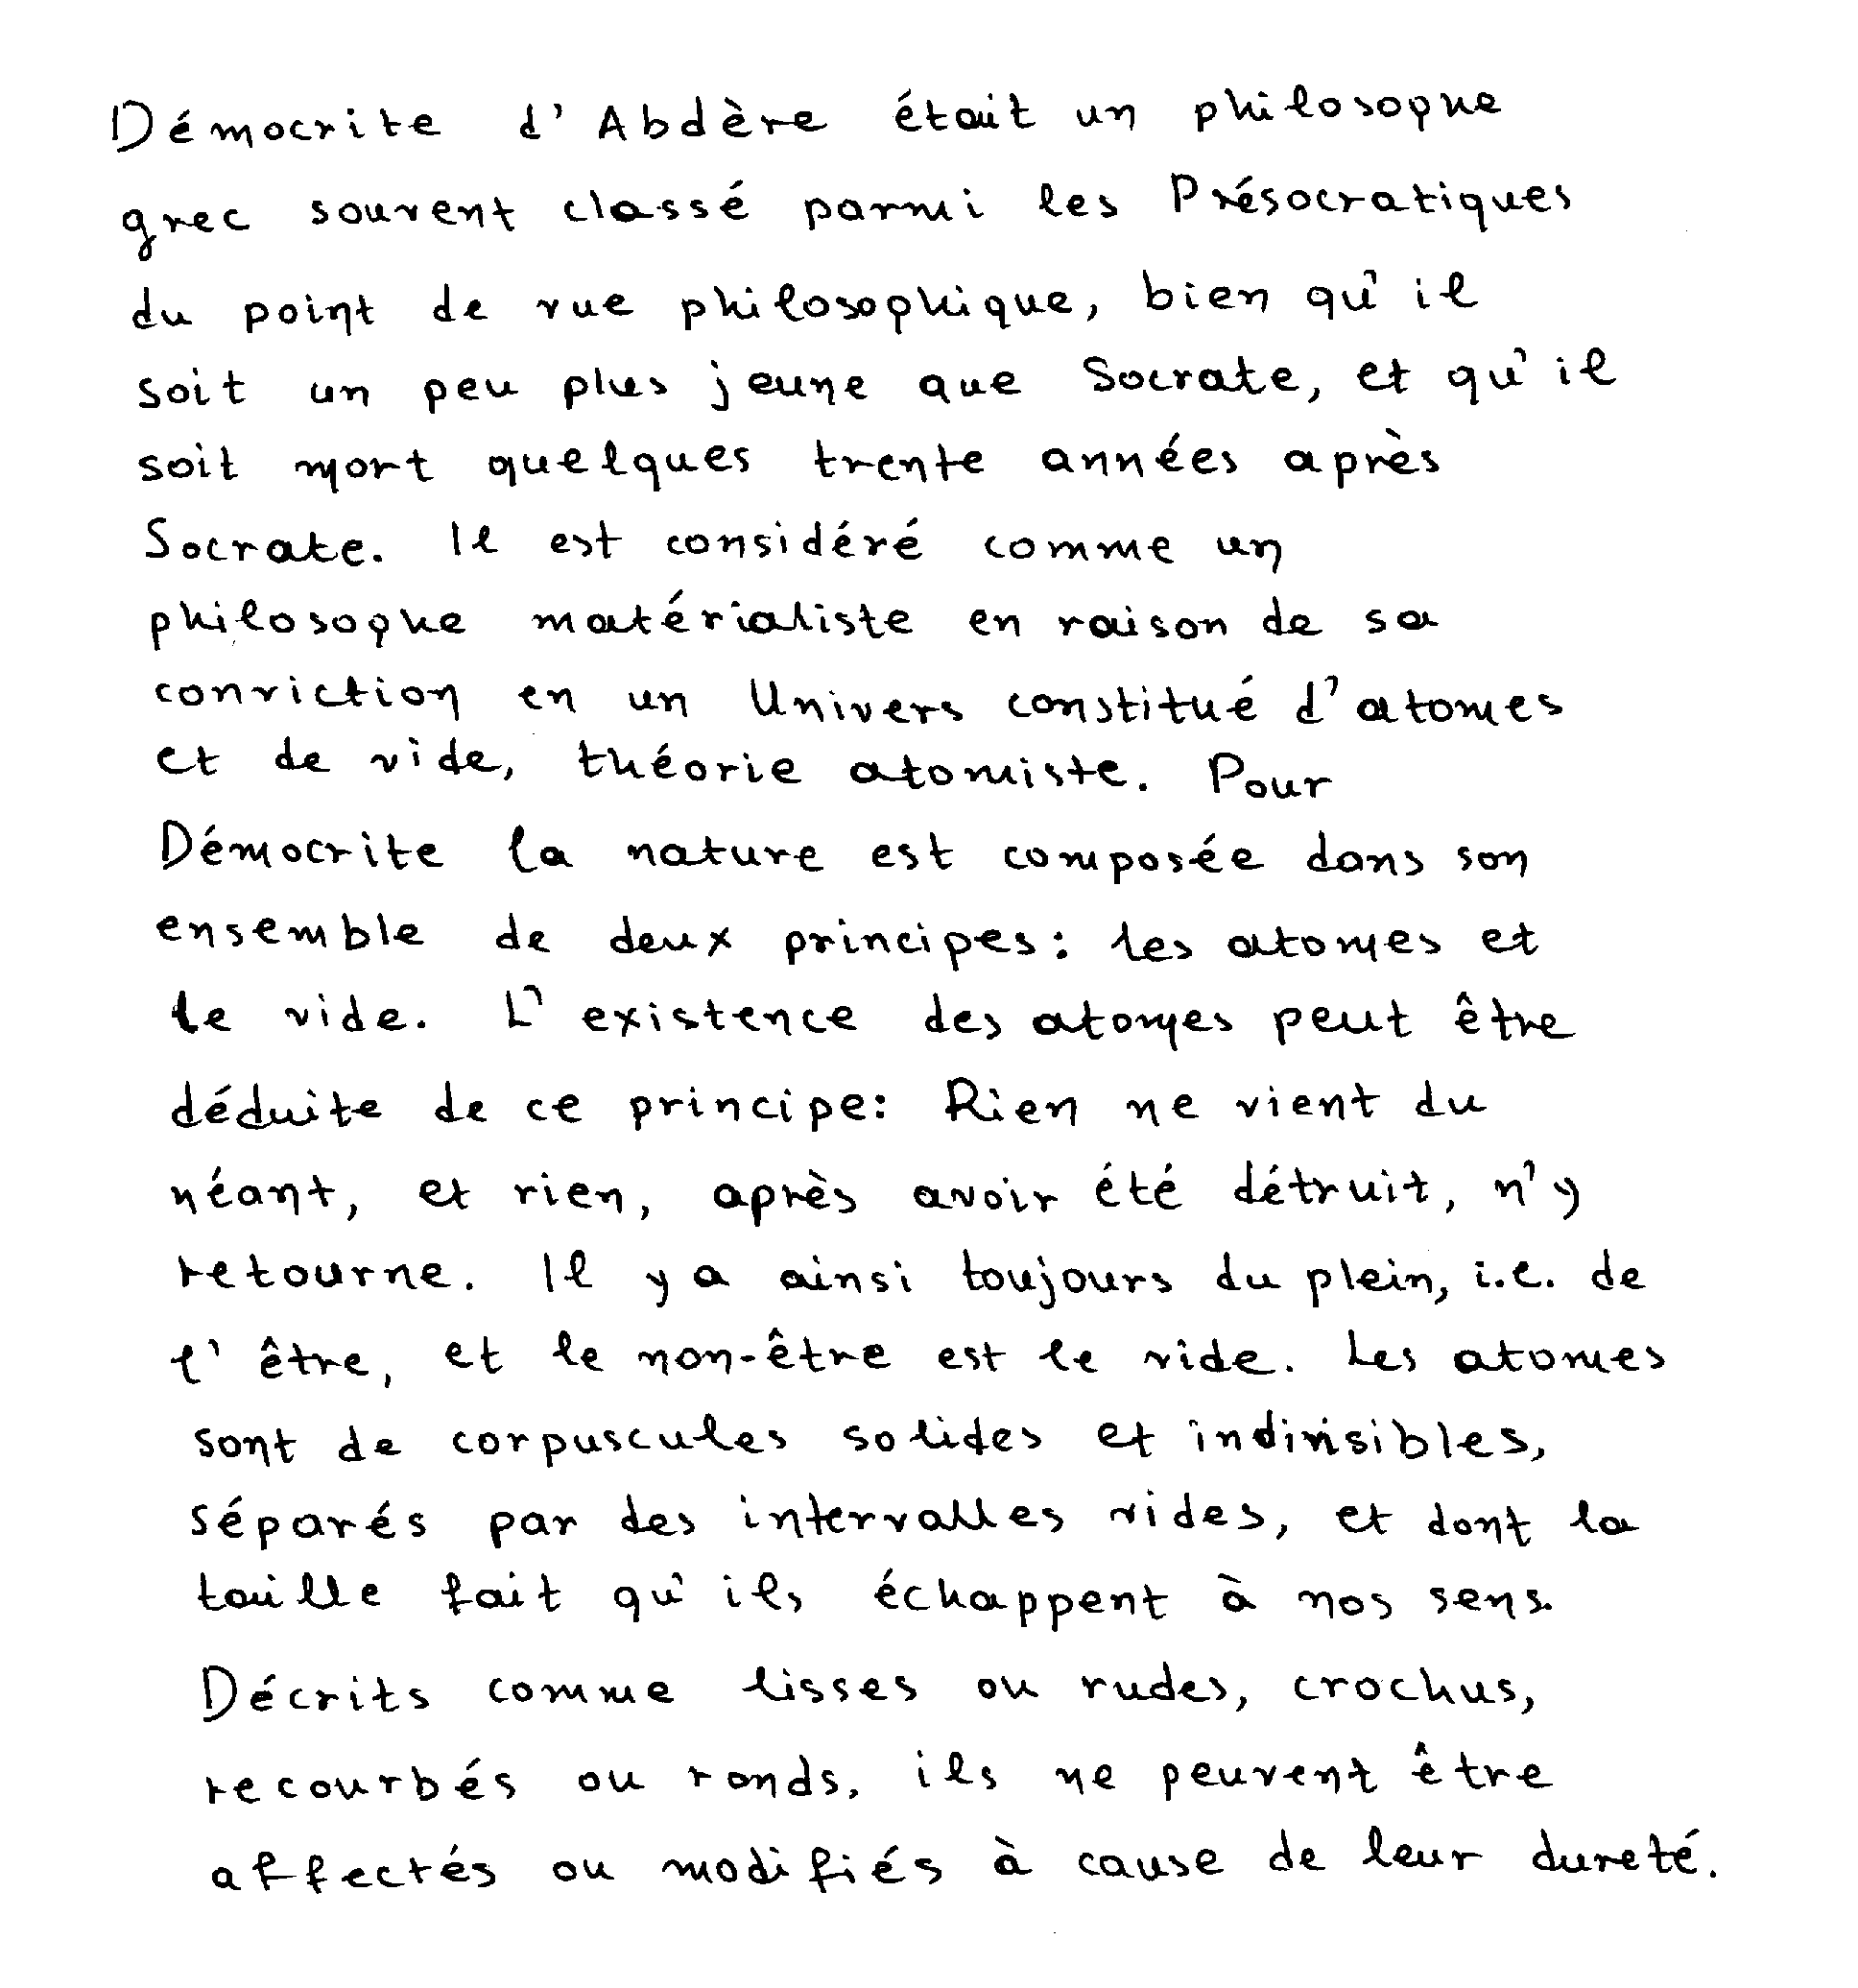 Démocrite d'Abdère était un philosophe
grec souvent classé parmi les Présocratiques
du point de vue philosophique, bien qu'il
soit un peu plus jeune que Socrate, et qu'il
soit mort quelques trente années après
Socrate. Il est considéré comme un
philosophe matérialiste en raison de sa
conviction en un Univers constitué d'atomes
et de vide, théorie atomiste. Pour
Démocrite la nature est composée dans son
ensemble de deux principes: les atomes et
le vide. L'existence des atomes peut être
déduite de ce principe: Rien ne vient du
néant, et rien, après avoir été détruit, n'y
retourne. Il y a ainsi toujours du plein, i.e. de
l'être, et le non-être est le vide. Les atomes
sont de corpuscules solides et indivisibles,
séparés par des intervalles vides, et dont la
taille fait qu'ils échappent à nos sens.
Décrits comme lisses ou rudes, crochus,
recourbés ou ronds, ils ne peuvent être
affectés ou modifiés à cause de leur dureté.